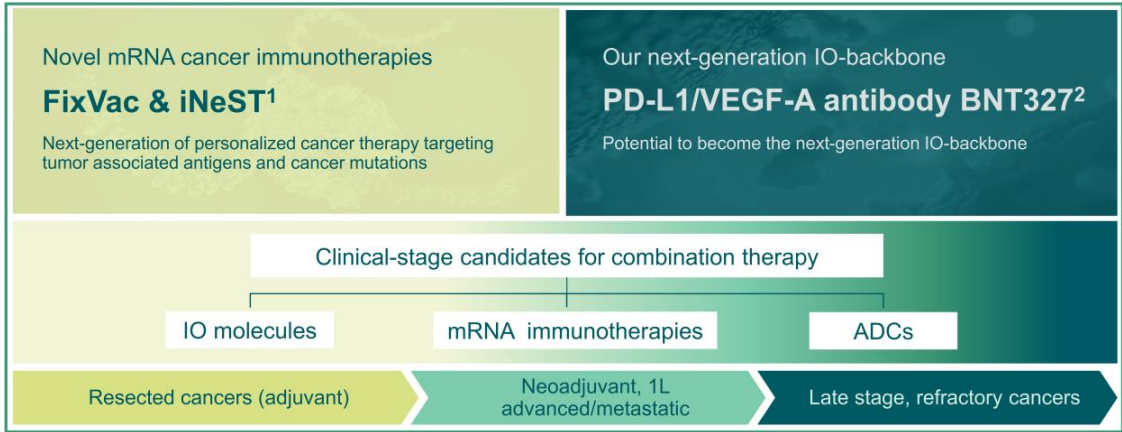 Novel mRNA cancer immunotherapies
FixVac & iNeST¹
Next-generation of personalized cancer therapy targeting
tumor associated antigens and cancer mutations
Our next-generation IO-backbone
PD-L1/VEGF-A antibody BNT327²
Potential to become the next-generation IO-backbone
Clinical-stage candidates for combination therapy
IO molecules
mRNA immunotherapies
ADCs
Resected cancers (adjuvant)
Neoadjuvant, 1L
advanced/metastatic
Late stage, refractory cancers